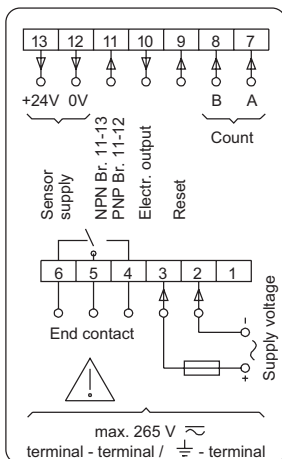 13 12 11 10 9 8 7
+24V 0V B A
Count
Sensor
supply
NPN Br. 11-13
PNP Br. 11-12
Electr. output
Reset
6 5 4 3 2 1
End contact
- ~ +
Supply voltage
!
max. 265 V ⎓
terminal - terminal / ⏚ - terminal